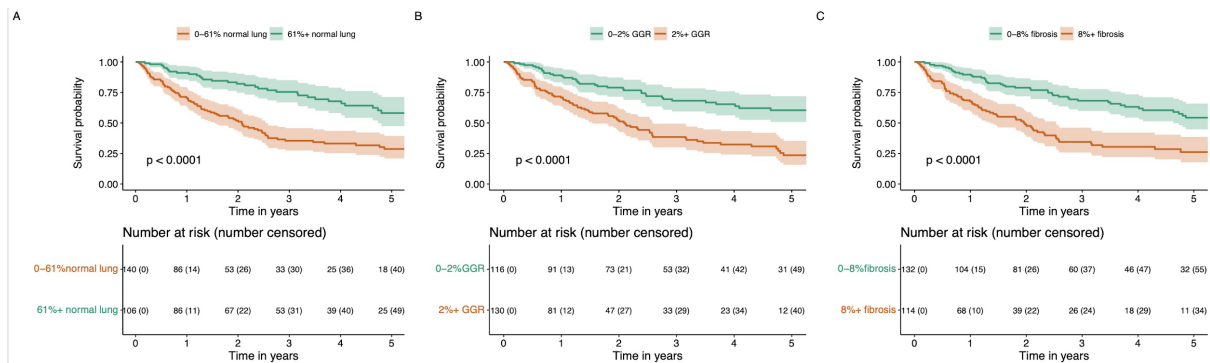 A
0–61% normal lung 61%+ normal lung
Survival probability
1.00
0.75
0.50
0.25
0.00
p < 0.0001
0 1 2 3 4 5
Time in years
Number at risk (number censored)
0–61%normal lung 140 (0) 86 (14) 53 (26) 33 (30) 25 (36) 18 (40)
61%+ normal lung 106 (0) 86 (11) 67 (22) 53 (31) 39 (40) 25 (49)
0 1 2 3 4 5
Time in years
B
0–2% GGR 2%+ GGR
Survival probability
1.00
0.75
0.50
0.25
0.00
p < 0.0001
0 1 2 3 4 5
Time in years
Number at risk (number censored)
0–2%GGR 116 (0) 91 (13) 73 (21) 53 (32) 41 (42) 31 (49)
2%+ GGR 130 (0) 81 (12) 47 (27) 33 (29) 23 (34) 12 (40)
0 1 2 3 4 5
Time in years
C
0–8% fibrosis 8%+ fibrosis
Survival probability
1.00
0.75
0.50
0.25
0.00
p < 0.0001
0 1 2 3 4 5
Time in years
Number at risk (number censored)
0–8%fibrosis 132 (0) 104 (15) 81 (26) 60 (37) 46 (47) 32 (55)
8%+ fibrosis 114 (0) 68 (10) 39 (22) 26 (24) 18 (29) 11 (34)
0 1 2 3 4 5
Time in years